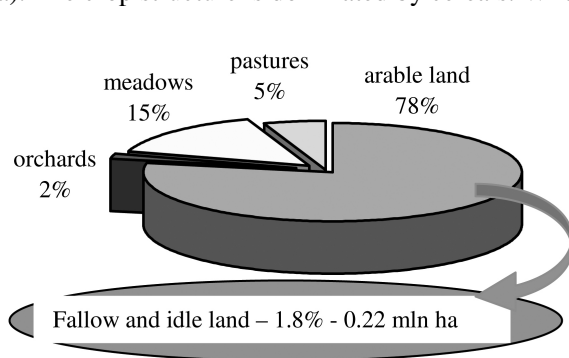 pastures
5%
arable land
78%
meadows
15%
orchards
2%
Fallow and idle land – 1.8% - 0.22 mln ha